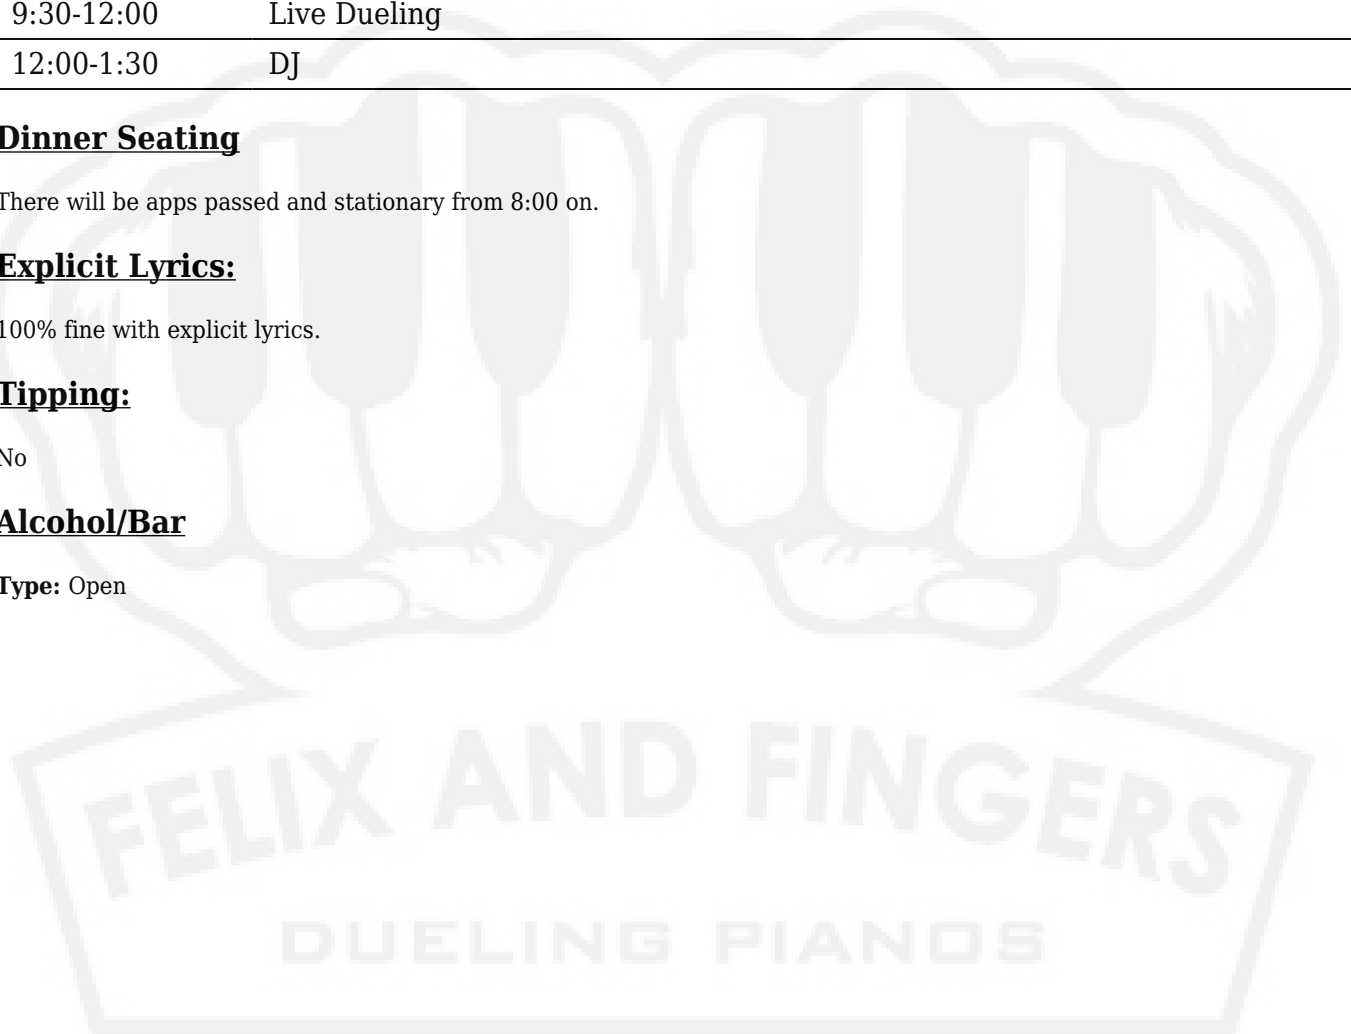 9:30-12:00 Live Dueling
12:00-1:30 DJ
Dinner Seating
There will be apps passed and stationary from 8:00 on.
Explicit Lyrics:
100% fine with explicit lyrics.
Tipping:
No
Alcohol/Bar
Type: Open
FELIX AND FINGERS
DUELING PIANOS